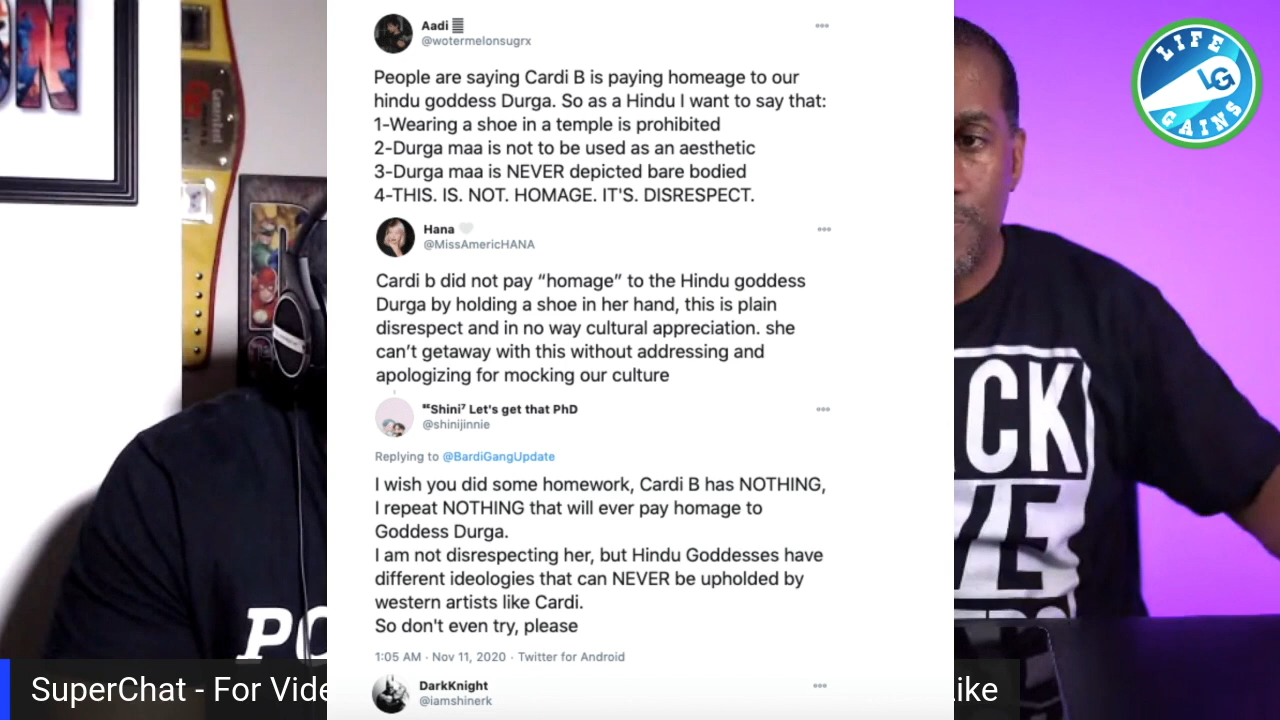 Aadi
@wotermelonsugrx
People are saying Cardi B is paying homeage to our
hindu goddess Durga. So as a Hindu I want to say that:
1-Wearing a shoe in a temple is prohibited
2-Durga maa is not to be used as an aesthetic
3-Durga maa is NEVER depicted bare bodied
4-THIS. IS. NOT. HOMAGE. IT'S. DISRESPECT.
Hana
@MissAmericHANA
Cardi b did not pay “homage” to the Hindu goddess
Durga by holding a shoe in her hand, this is plain
disrespect and in no way cultural appreciation. she
can’t getaway with this without addressing and
apologizing for mocking our culture
Shini⁷ Let's get that PhD
@shinijinnie
Replying to @BardiGangUpdate
I wish you did some homework, Cardi B has NOTHING,
I repeat NOTHING that will ever pay homage to
Goddess Durga.
I am not disrespecting her, but Hindu Goddesses have
different ideologies that can NEVER be upheld by
western artists like Cardi.
So don't even try, please
1:05 AM · Nov 11, 2020 · Twitter for Android
DarkKnight
@iamshinerk
LIFE
LG
GAINS
CK
SuperChat - For Vide
ike